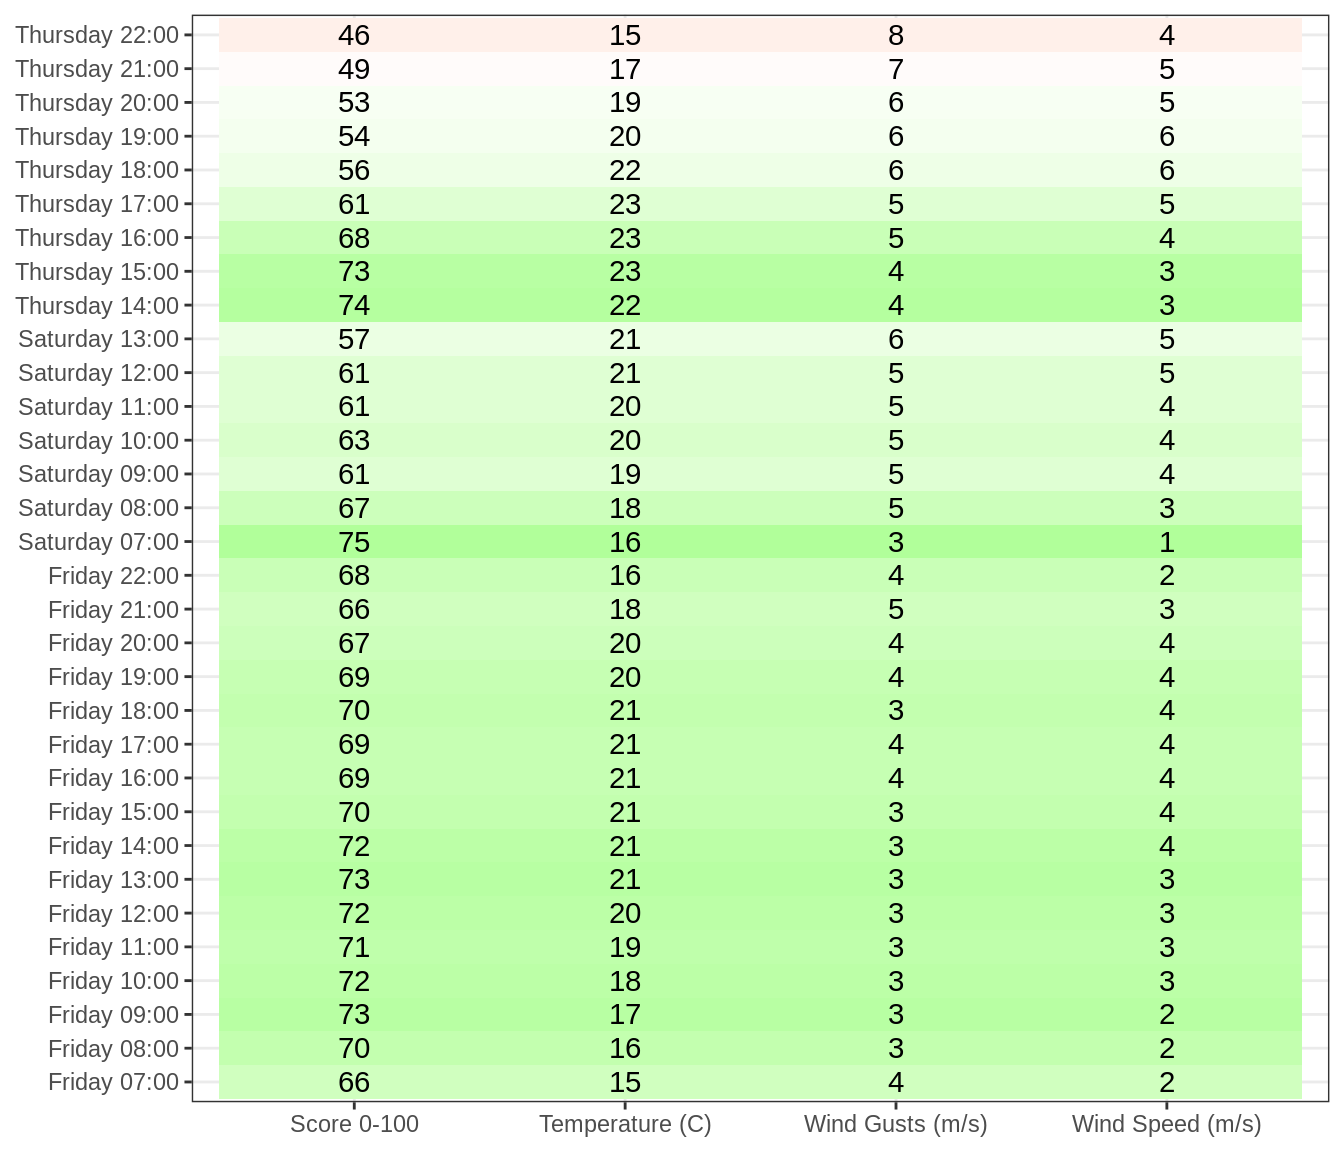 Thursday 22:00 46 15 8 4
Thursday 21:00 49 17 7 5
Thursday 20:00 53 19 6 5
Thursday 19:00 54 20 6 6
Thursday 18:00 56 22 6 6
Thursday 17:00 61 23 5 5
Thursday 16:00 68 23 5 4
Thursday 15:00 73 23 4 3
Thursday 14:00 74 22 4 3
Saturday 13:00 57 21 6 5
Saturday 12:00 61 21 5 5
Saturday 11:00 61 20 5 4
Saturday 10:00 63 20 5 4
Saturday 09:00 61 19 5 4
Saturday 08:00 67 18 5 3
Saturday 07:00 75 16 3 1
Friday 22:00 68 16 4 2
Friday 21:00 66 18 5 3
Friday 20:00 67 20 4 4
Friday 19:00 69 20 4 4
Friday 18:00 70 21 3 4
Friday 17:00 69 21 4 4
Friday 16:00 69 21 4 4
Friday 15:00 70 21 3 4
Friday 14:00 72 21 3 4
Friday 13:00 73 21 3 3
Friday 12:00 72 20 3 3
Friday 11:00 71 19 3 3
Friday 10:00 72 18 3 3
Friday 09:00 73 17 3 2
Friday 08:00 70 16 3 2
Friday 07:00 66 15 4 2
Score 0-100 Temperature (C) Wind Gusts (m/s) Wind Speed (m/s)